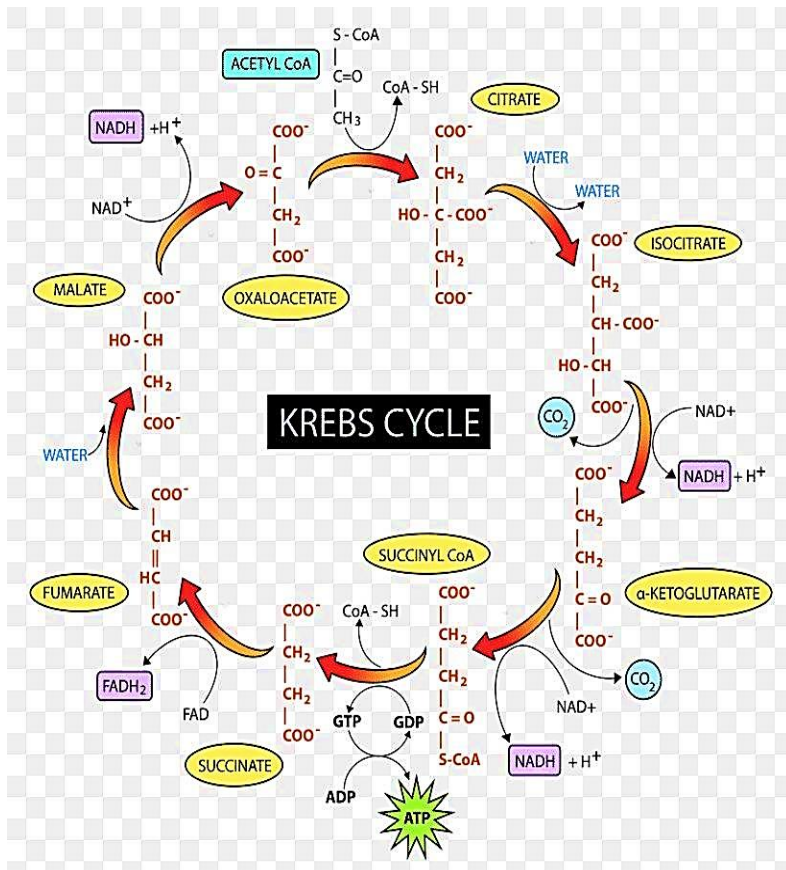 S - CoA
ACETYL CoA
C=O
CH3
CoA - SH
CITRATE
COO-
CH2
HO - C - COO-
CH2
COO-
WATER
WATER
ISOCITRATE
COO-
CH2
CH - COO-
HO - CH
COO-
CO2
NAD+
NADH + H+
COO-
CH2
CH2
C = O
COO-
α-KETOGLUTARATE
CO2
NAD+
NADH + H+
SUCCINYL CoA
COO-
CH2
CH2
C = O
S-CoA
CoA - SH
GTP
GDP
ADP
ATP
COO-
CH2
CH2
COO-
SUCCINATE
FAD
FADH2
FUMARATE
COO-
CH
HC
COO-
WATER
MALATE
COO-
HO - CH
CH2
COO-
NAD+
NADH +H+
COO-
O = C
CH2
COO-
OXALOACETATE
KREBS CYCLE